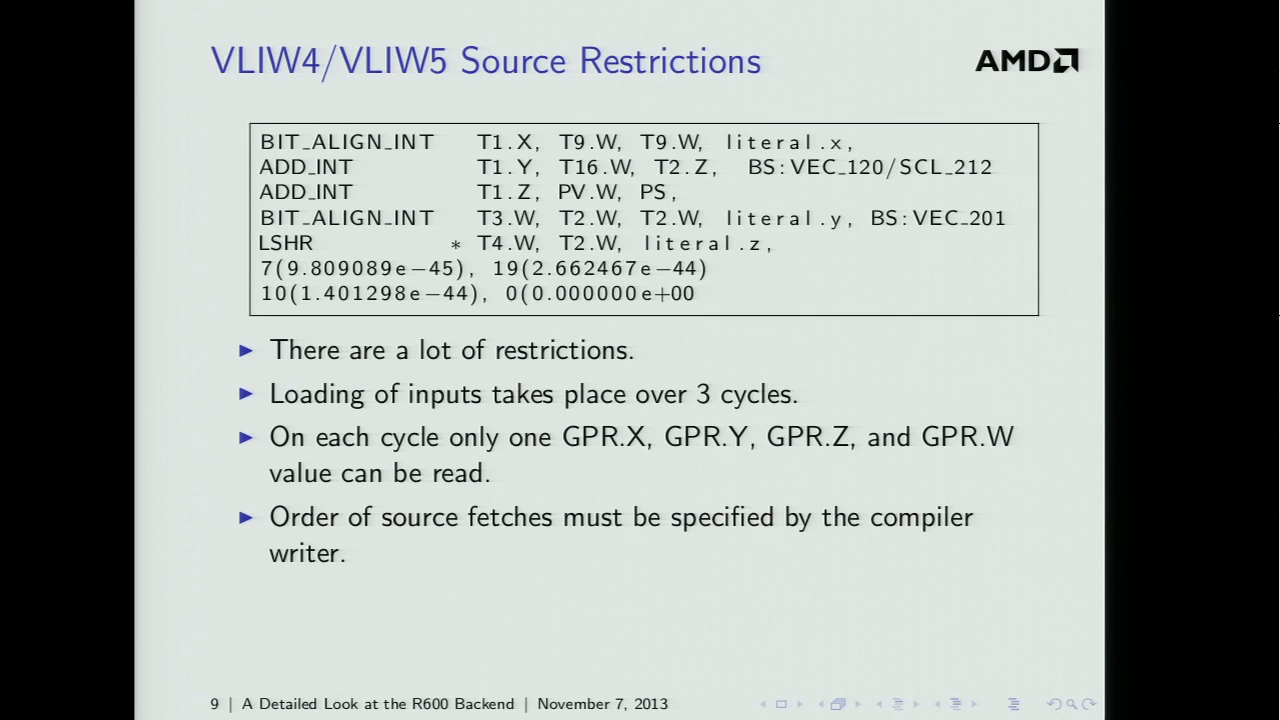 VLIW4/VLIW5 Source Restrictions
AMD
BIT_ALIGN_INT T1.X, T9.W, T9.W, literal.x,
ADD_INT T1.Y, T16.W, T2.Z, BS:VEC_120/SCL_212
ADD_INT T1.Z, PV.W, PS,
BIT_ALIGN_INT T3.W, T2.W, T2.W, literal.y, BS:VEC_201
LSHR * T4.W, T2.W, literal.z,
7(9.809089e−45), 19(2.662467e−44)
10(1.401298e−44), 0(0.000000e+00
There are a lot of restrictions.
Loading of inputs takes place over 3 cycles.
On each cycle only one GPR.X, GPR.Y, GPR.Z, and GPR.W
value can be read.
Order of source fetches must be specified by the compiler
writer.
9 | A Detailed Look at the R600 Backend | November 7, 2013